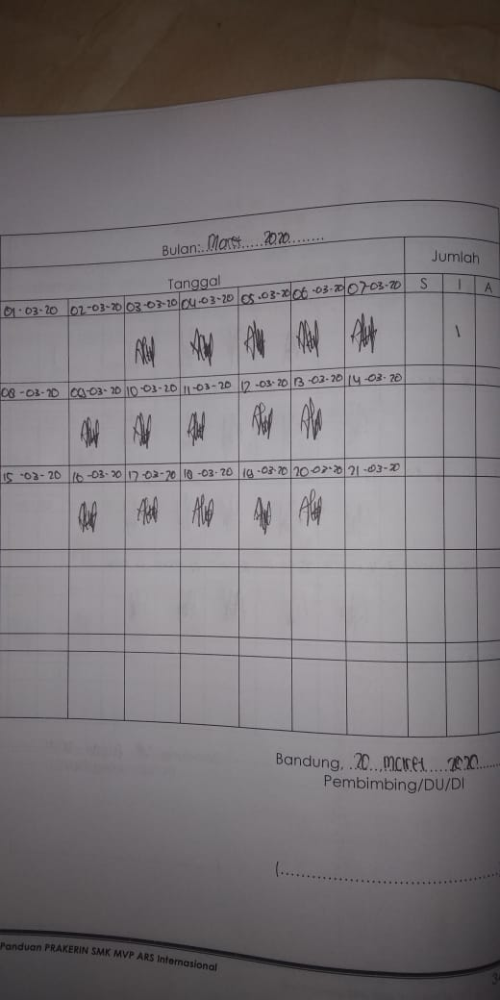 Bulan:..Maret.....2020........
Jumlah
Tanggal
S I A
01-03-20 02-03-20 03-03-20 04-03-20 05-03-20 06-03-20 07-03-20
1
08-03-20 09-03-20 10-03-20 11-03-20 12-03-20 13-03-20 14-03-20
15-03-20 16-03-20 17-03-20 18-03-20 19-03-20 20-03-20 21-03-20
Bandung, ..20..,maret....2020......
Pembimbing/DU/DI
(........................................
Panduan PRAKERIN SMK MVP ARS Internasional